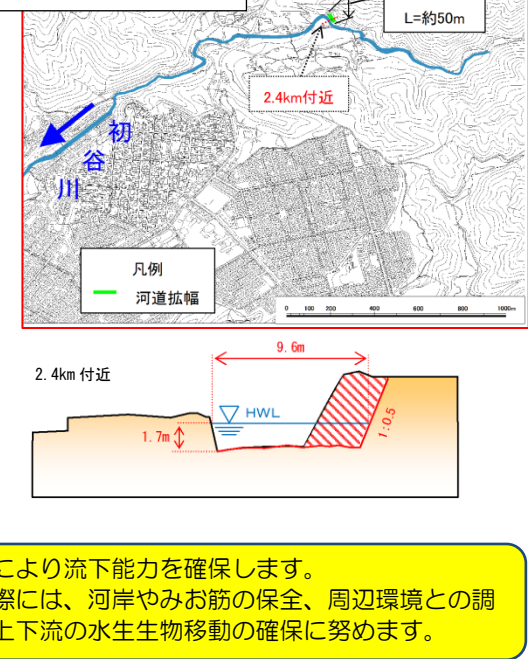 L=約50m
2.4km付近
初谷川
凡例
河道拡幅
0 100 200 400 600 800 1000m
9.6m
2.4km 付近
HWL
1.7m
1:0.5
により流下能力を確保します。
際には、河岸やみお筋の保全、周辺環境との調
上下流の水生生物移動の確保に努めます。